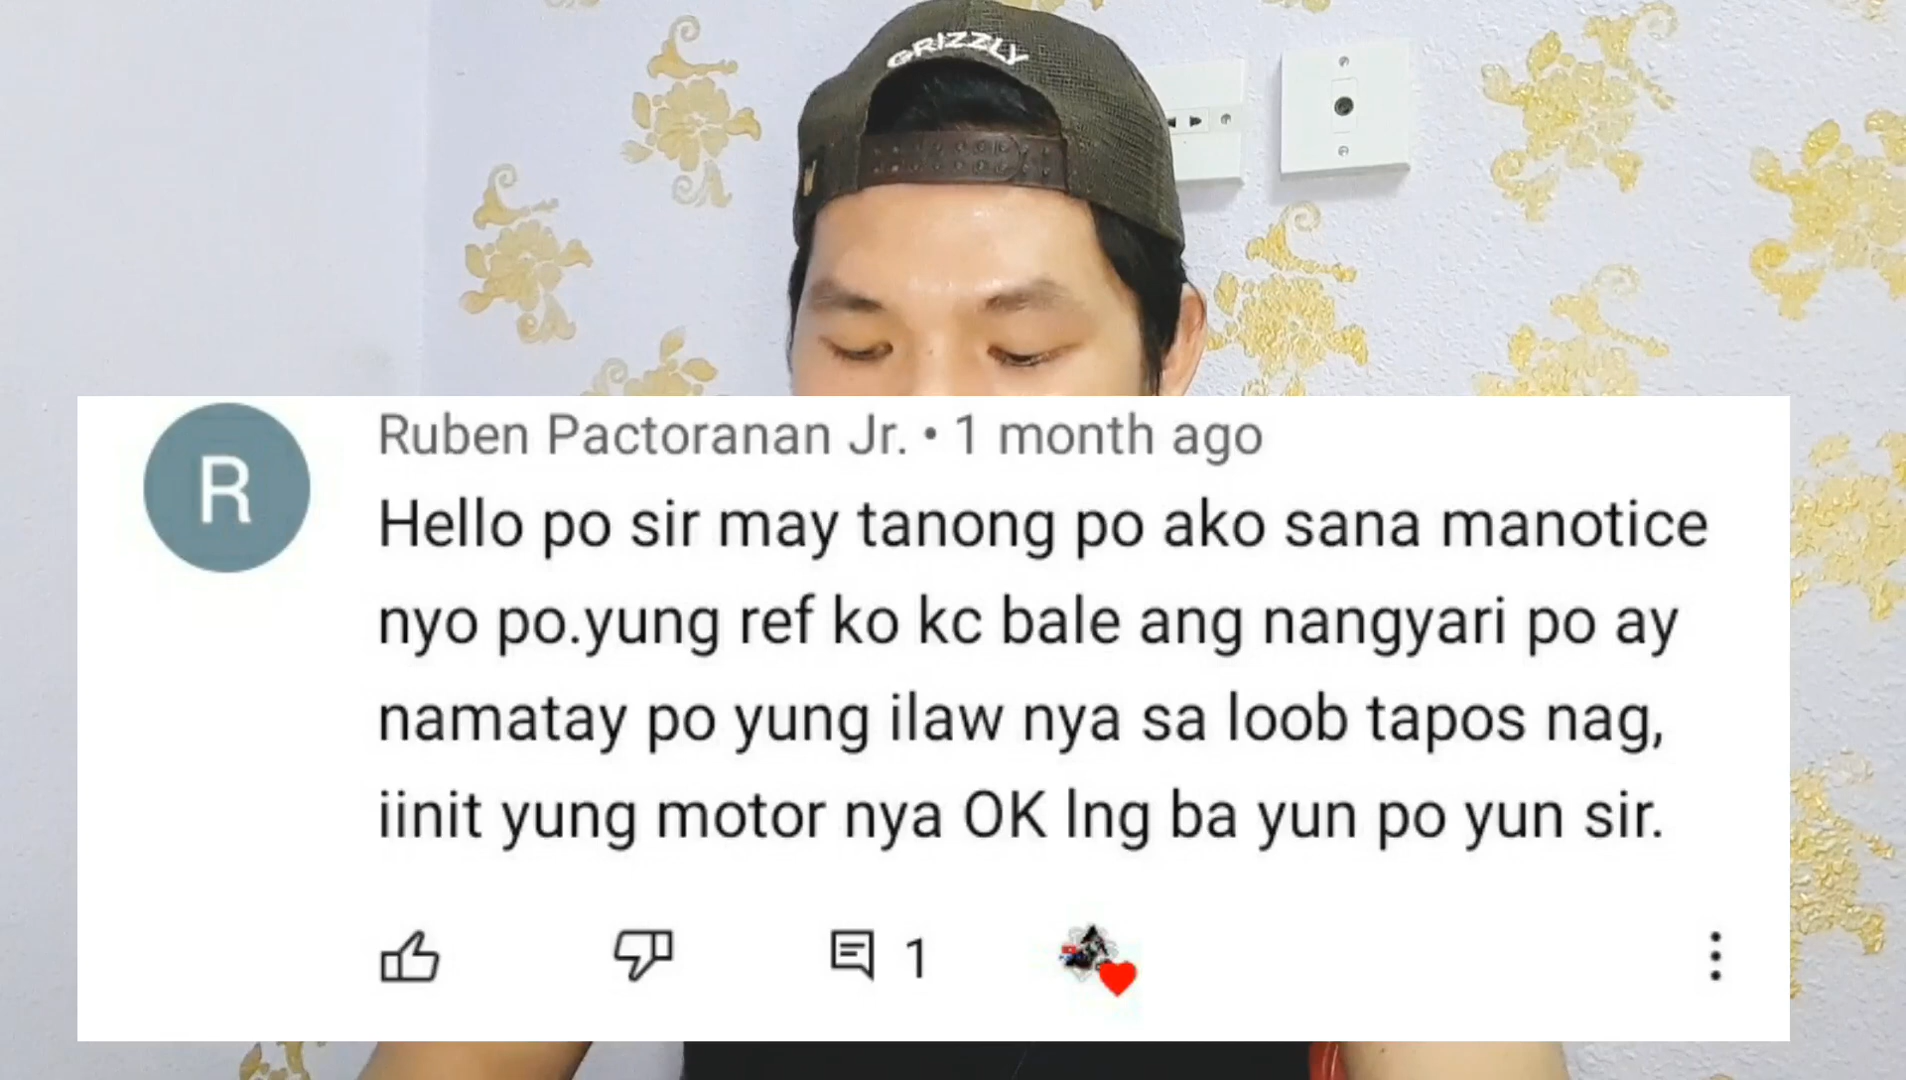 GRIZZLY
R
Ruben Pactoranan Jr. • 1 month ago
Hello po sir may tanong po ako sana manotice
nyo po.yung ref ko kc bale ang nangyari po ay
namatay po yung ilaw nya sa loob tapos nag,
iinit yung motor nya OK lng ba yun po yun sir.
1